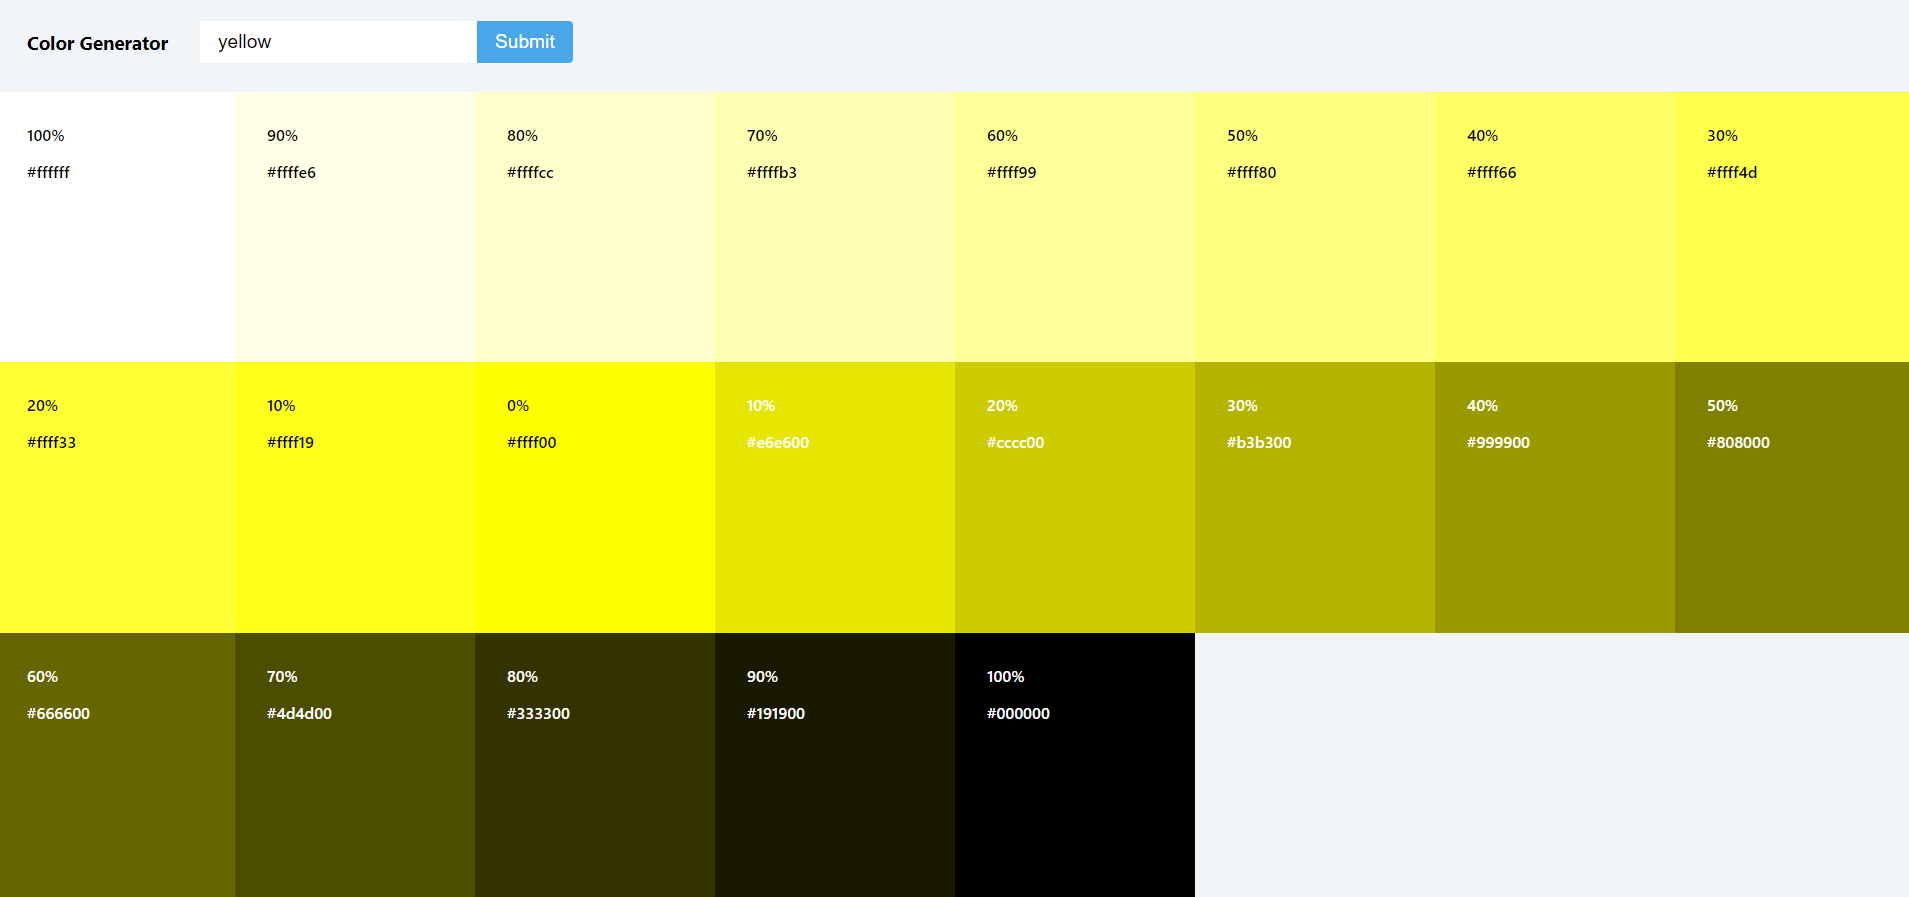 Color Generator yellow Submit
100% 90% 80% 70% 60% 50% 40% 30%
#ffffff #ffffe6 #ffffcc #ffffb3 #ffff99 #ffff80 #ffff66 #ffff4d
20% 10% 0% 10% 20% 30% 40% 50%
#ffff33 #ffff19 #ffff00 #e6e600 #cccc00 #b3b300 #999900 #808000
60% 70% 80% 90% 100%
#666600 #4d4d00 #333300 #191900 #000000